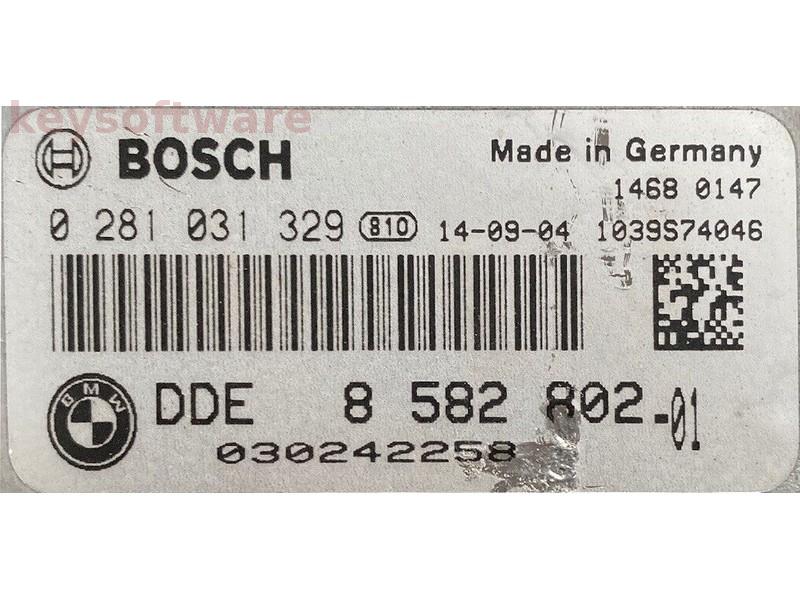 keysoftware
BOSCH
Made in Germany
1468 0147
0 281 031 329 810 14-09-04 1039S74046
BMW
DDE 8 582 802-01
030242258